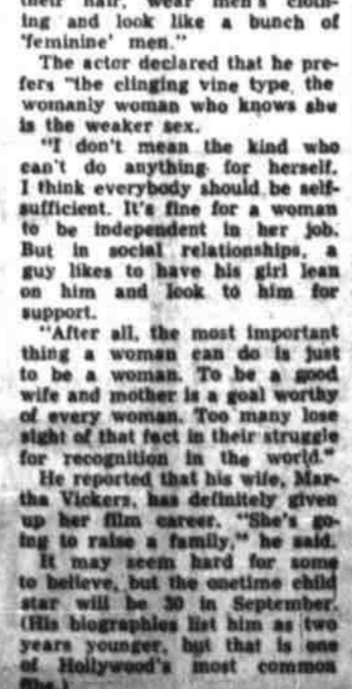 their hair, wear men's cloth-
ing and look like a bunch of
'feminine' men."
The actor declared that he pre-
fers "the clinging vine type, the
womanly woman who knows she
is the weaker sex.
"I don't mean the kind who
can't do anything for herself.
I think everybody should be self-
sufficient. It's fine for a woman
to be independent in her job.
But in social relationships, a
guy likes to have his girl lean
on him and look to him for
support.
"After all, the most important
thing a woman can do is just
to be a woman. To be a good
wife and mother is a goal worthy
of every woman. Too many lose
sight of that fact in their struggle
for recognition in the world."
He reported that his wife, Mar-
tha Vickers, has definitely given
up her film career. "She's go-
ing to raise a family," he said.
It may seem hard for some
to believe, but the onetime child
star will be 30 in September.
(His biographies list him as two
years younger, but that is one
of Hollywood's most common
fibs.)